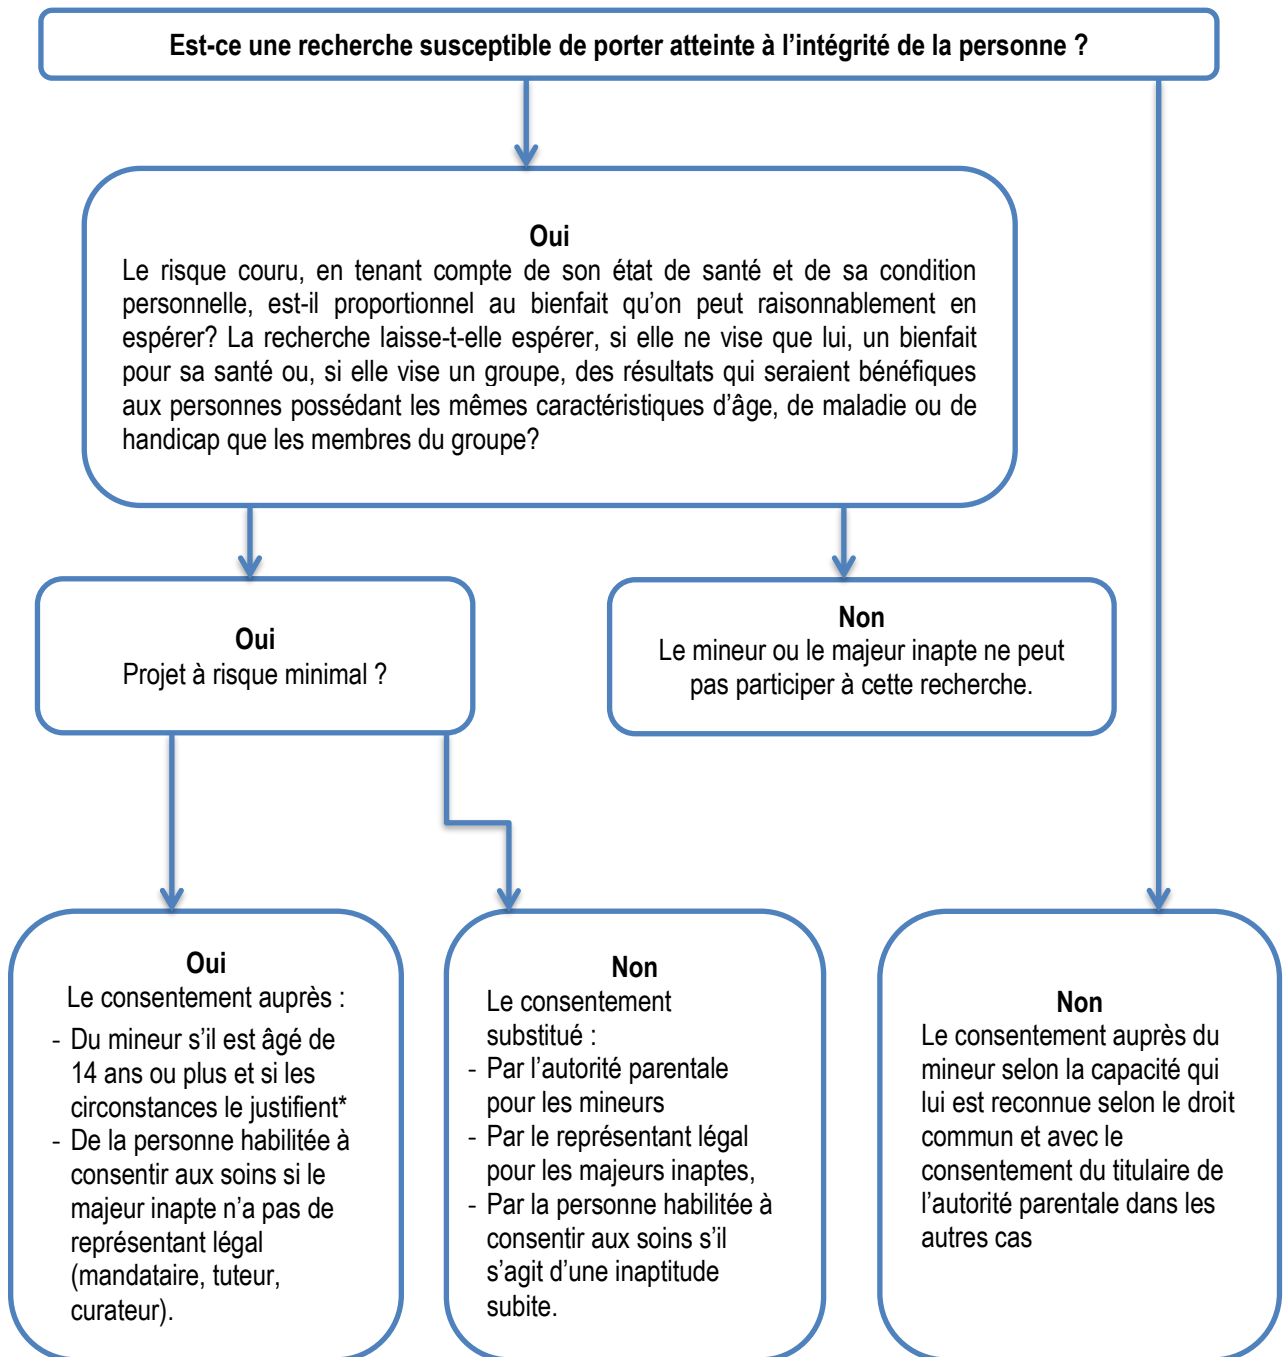 Est-ce une recherche susceptible de porter atteinte à l’intégrité de la personne ?
Oui
Le risque couru, en tenant compte de son état de santé et de sa condition
personnelle, est-il proportionnel au bienfait qu’on peut raisonnablement en
espérer? La recherche laisse-t-elle espérer, si elle ne vise que lui, un bienfait
pour sa santé ou, si elle vise un groupe, des résultats qui seraient bénéfiques
aux personnes possédant les mêmes caractéristiques d’âge, de maladie ou de
handicap que les membres du groupe?
Oui
Projet à risque minimal ?
Non
Le mineur ou le majeur inapte ne peut
pas participer à cette recherche.
Oui
Le consentement auprès :
- Du mineur s’il est âgé de
14 ans ou plus et si les
circonstances le justifient*
- De la personne habilitée à
consentir aux soins si le
majeur inapte n’a pas de
représentant légal
(mandataire, tuteur,
curateur).
Non
Le consentement
substitué :
- Par l’autorité parentale
pour les mineurs
- Par le représentant légal
pour les majeurs inaptes,
- Par la personne habilitée à
consentir aux soins s’il
s’agit d’une inaptitude
subite.
Non
Le consentement auprès du
mineur selon la capacité qui
lui est reconnue selon le droit
commun et avec le
consentement du titulaire de
l’autorité parentale dans les
autres cas